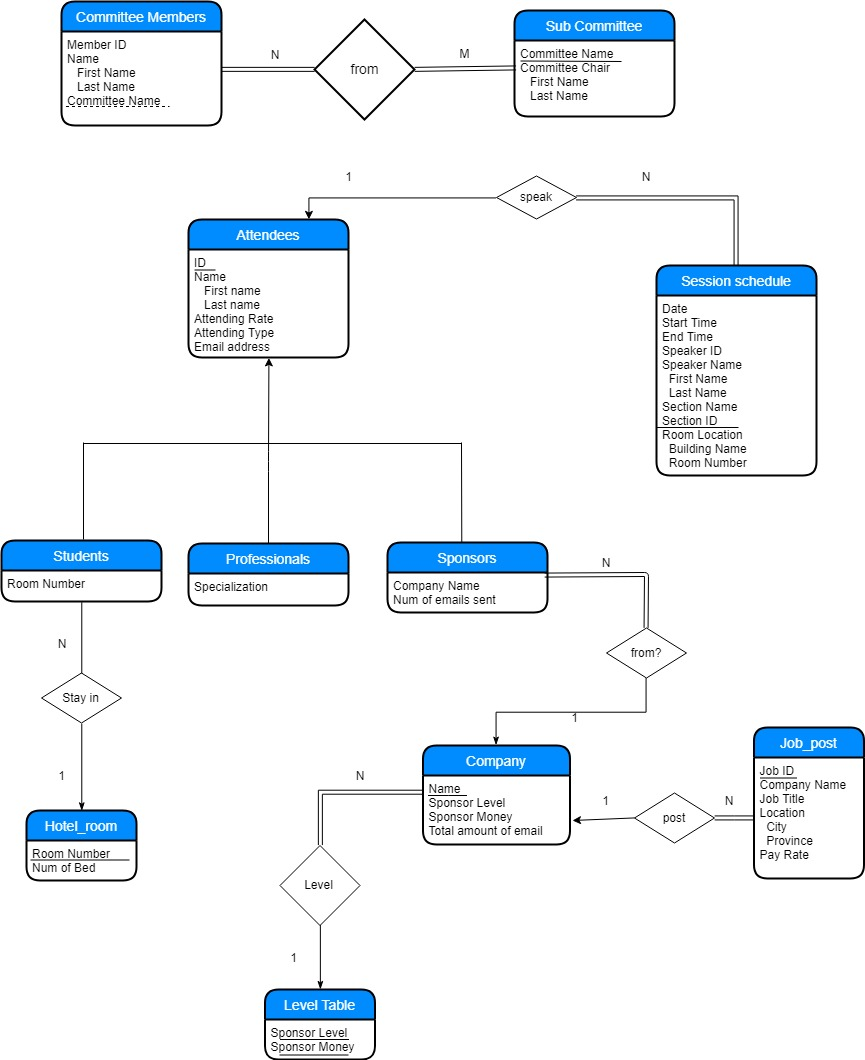 Committee Members
Member ID
Name
First Name
Last Name
Committee Name
N
from
M
Sub Committee
Committee Name
Committee Chair
First Name
Last Name
1
speak
N
Attendees
ID
Name
First name
Last name
Attending Rate
Attending Type
Email address
Session schedule
Date
Start Time
End Time
Speaker ID
Speaker Name
First Name
Last Name
Section Name
Section ID
Room Location
Building Name
Room Number
Students
Room Number
Professionals
Specialization
Sponsors
Company Name
Num of emails sent
N
from?
1
N
Stay in
1
Hotel_room
Room Number
Num of Bed
Company
Name
Sponsor Level
Sponsor Money
Total amount of email
1
post
N
Job_post
Job ID
Company Name
Job Title
Location
City
Province
Pay Rate
N
Level
1
Level Table
Sponsor Level
Sponsor Money